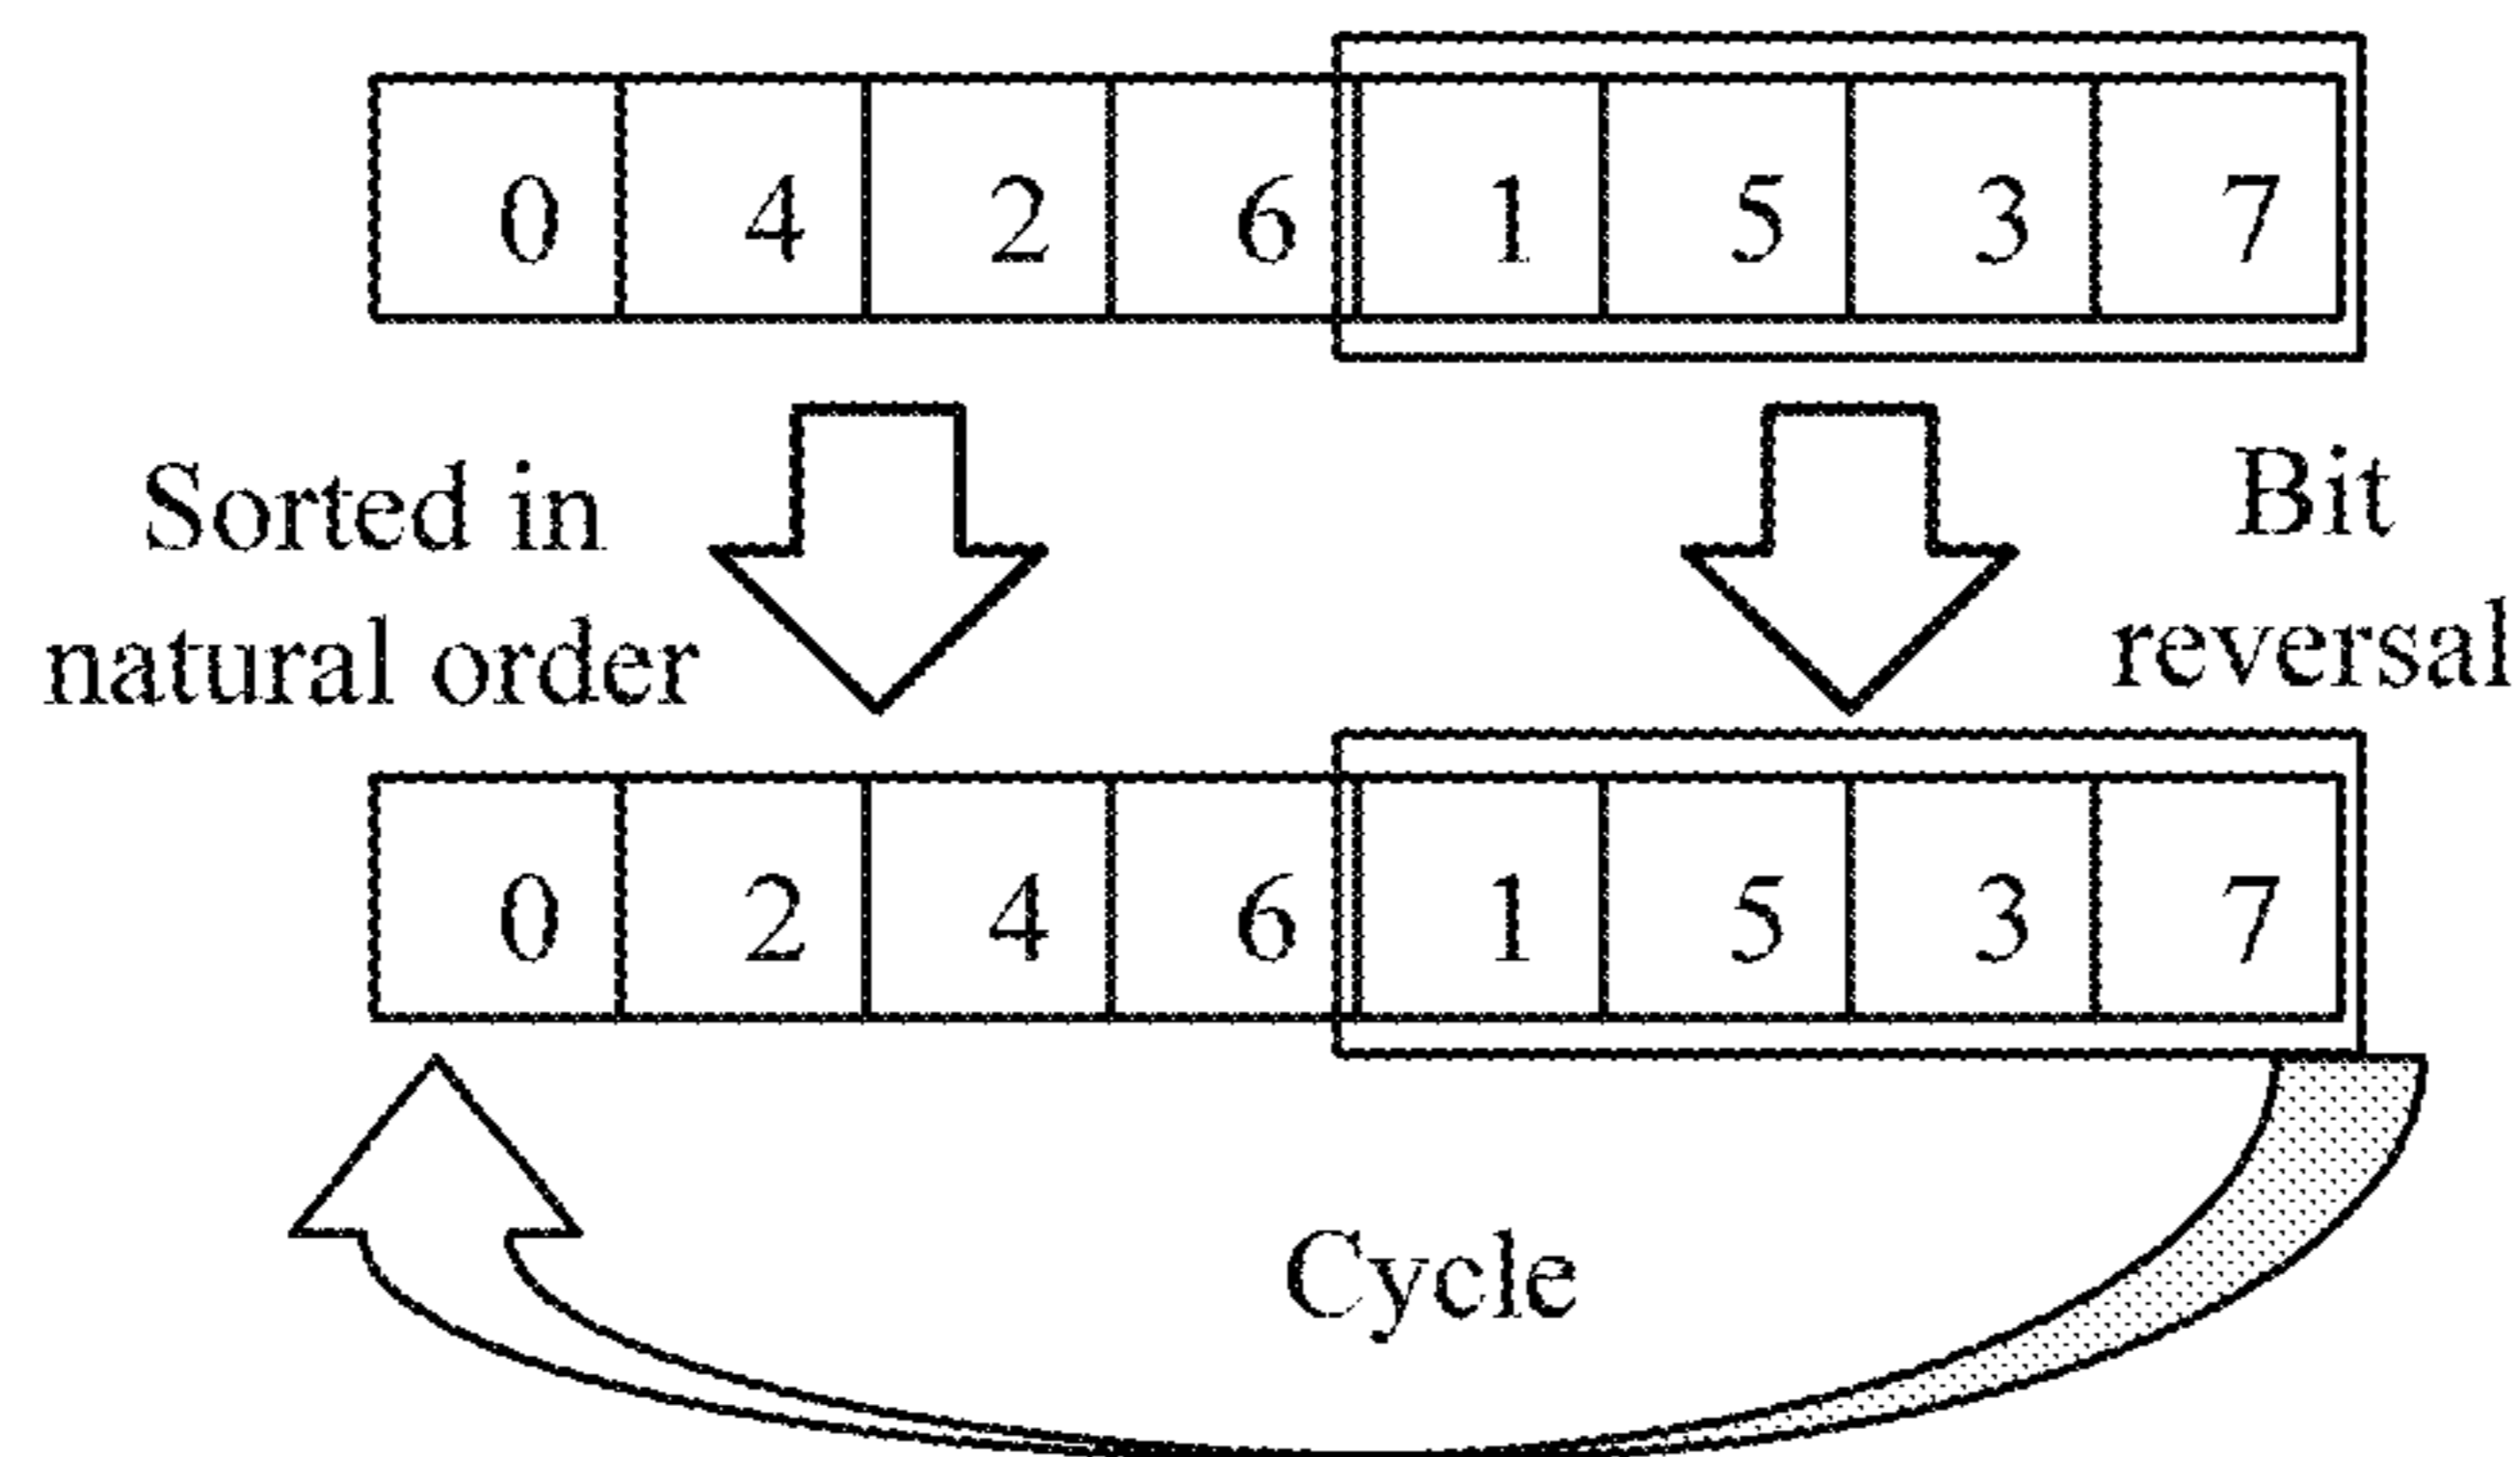 0 4 2 6 1 5 3 7
Sorted in
natural order
Bit
reversal
0 2 4 6 1 5 3 7
Cycle